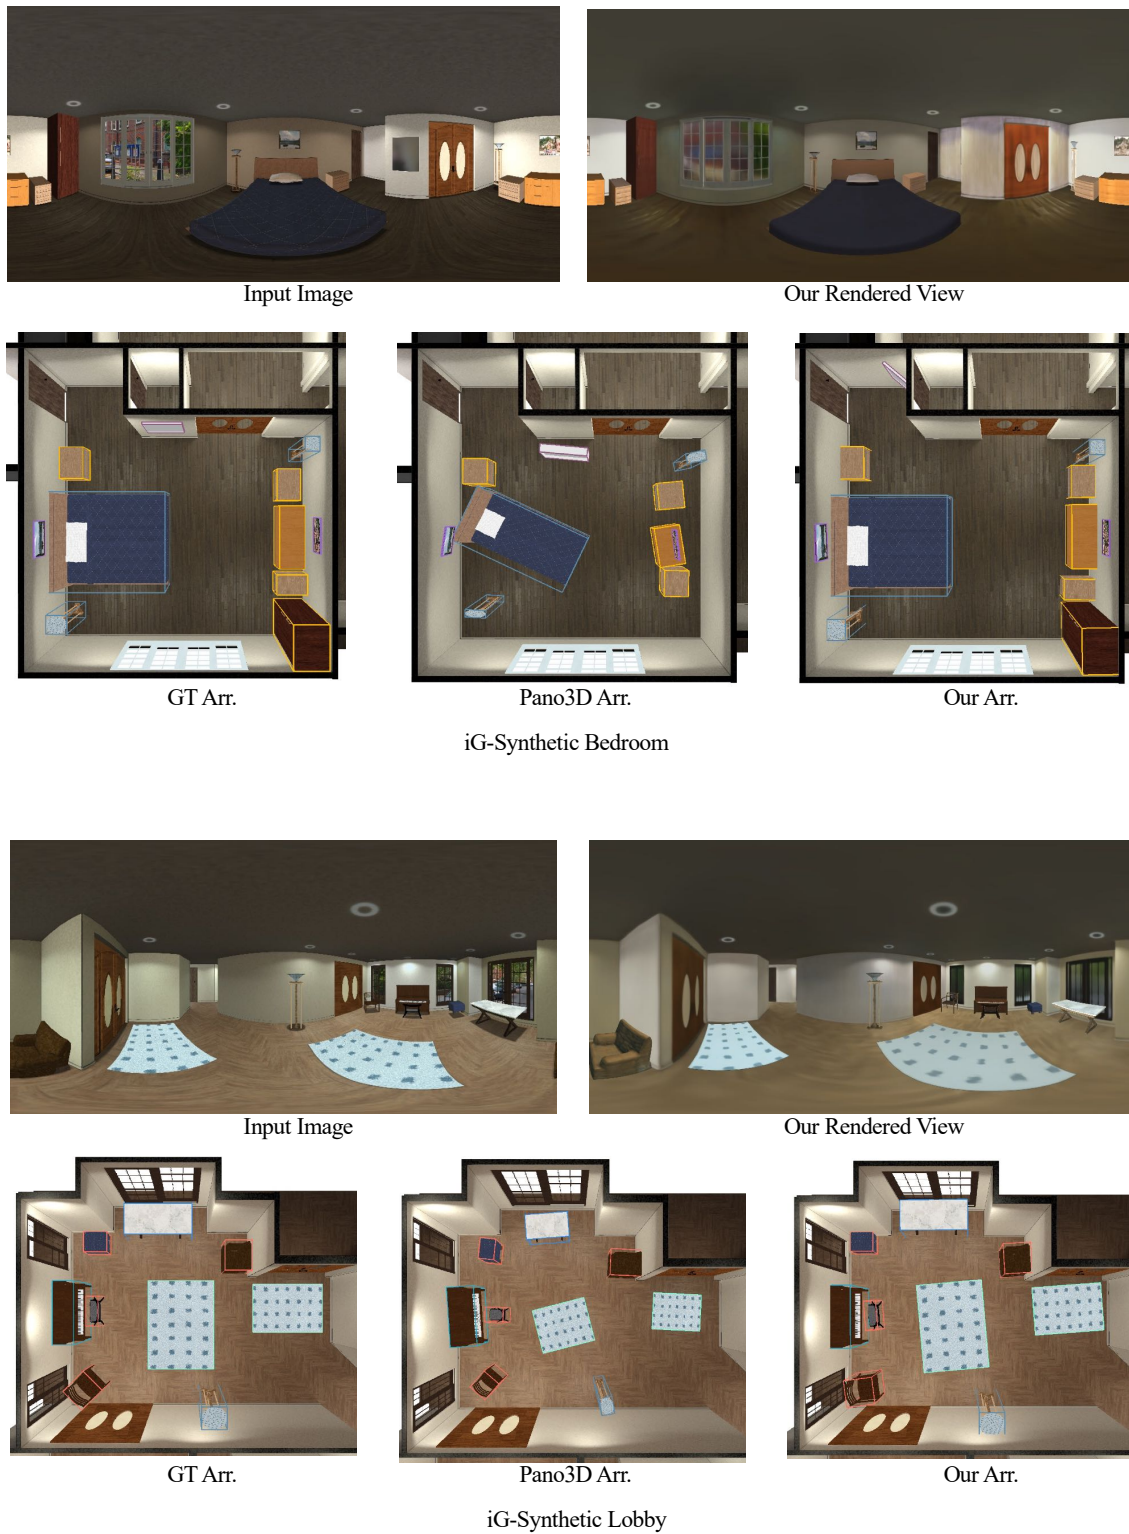 Input Image
Our Rendered View
GT Arr.
Pano3D Arr.
Our Arr.
iG-Synthetic Bedroom
Input Image
Our Rendered View
GT Arr.
Pano3D Arr.
Our Arr.
iG-Synthetic Lobby